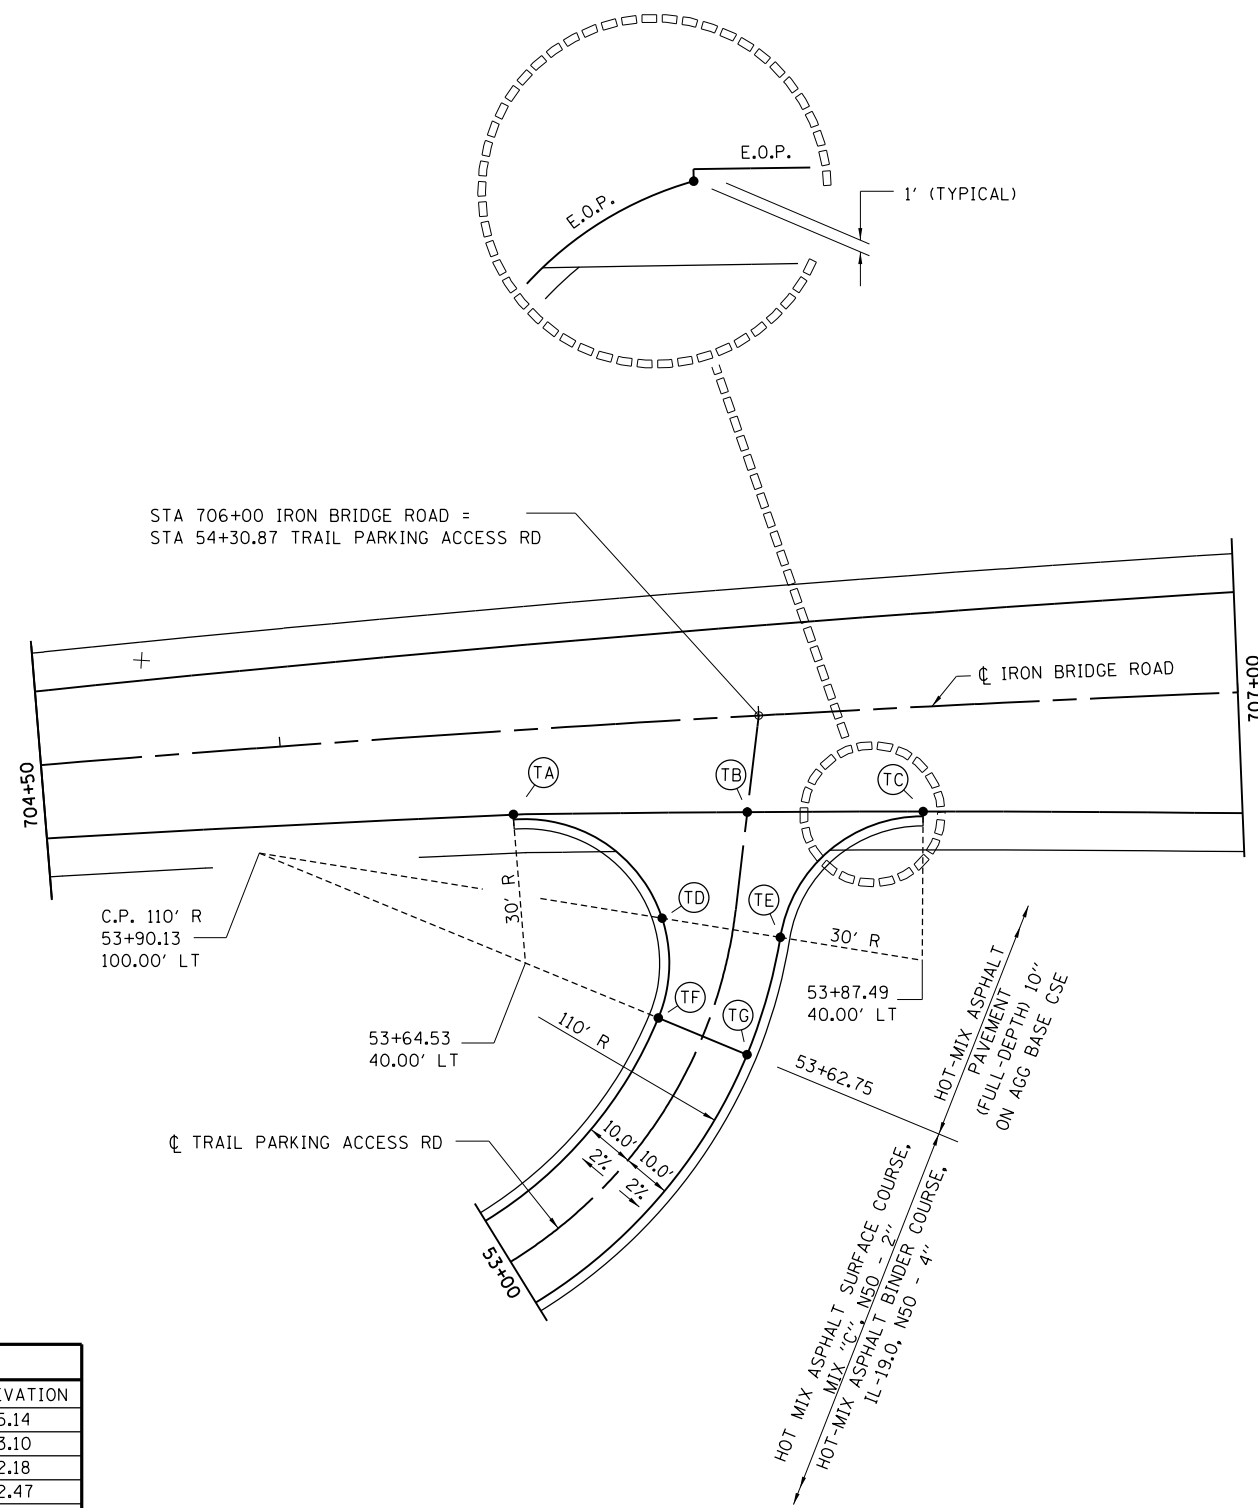 E.O.P.
E.O.P.
1' (TYPICAL)
STA 706+00 IRON BRIDGE ROAD =
STA 54+30.87 TRAIL PARKING ACCESS RD
℄ IRON BRIDGE ROAD
704+50
707+00
TA
TB
TC
C.P. 110' R
53+90.13
100.00' LT
30' R
TD
TE
30' R
TF
TG
53+87.49
40.00' LT
53+64.53
40.00' LT
110' R
53+62.75
HOT-MIX ASPHALT
PAVEMENT
(FULL-DEPTH) 10"
ON AGG BASE CSE
℄ TRAIL PARKING ACCESS RD
10.0'
10.0'
2%
2%
53+00
HOT MIX ASPHALT SURFACE COURSE,
MIX "C", N50 - 2"
HOT-MIX ASPHALT BINDER COURSE,
IL-19.0, N50 - 4"
EVATION
5.14
3.10
2.18
2.47